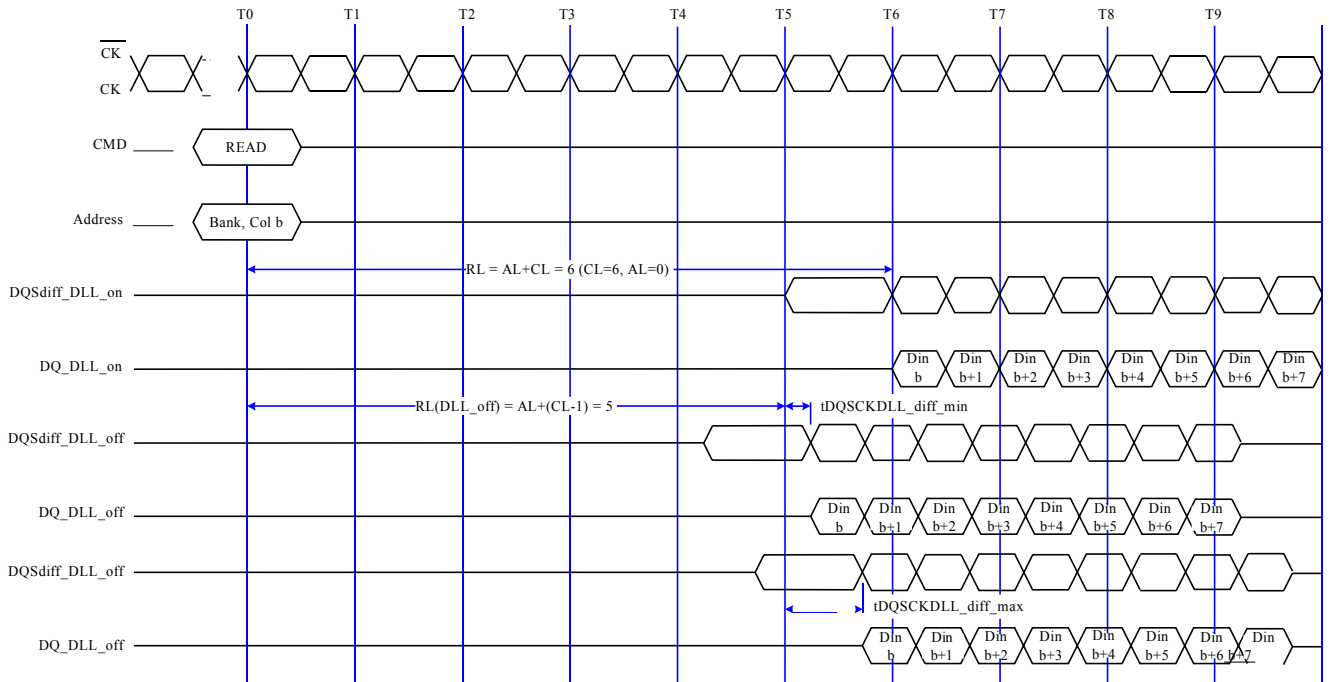 T0 T1 T2 T3 T4 T5 T6 T7 T8 T9
CK
CK
CMD READ
Address Bank, Col b
RL = AL+CL = 6 (CL=6, AL=0)
DQSdiff_DLL_on
DQ_DLL_on Din b Din b+1 Din b+2 Din b+3 Din b+4 Din b+5 Din b+6 Din b+7
RL(DLL_off) = AL+(CL-1) = 5 tDQSCKDLL_diff_min
DQSdiff_DLL_off
DQ_DLL_off Din b Din b+1 Din b+2 Din b+3 Din b+4 Din b+5 Din b+6 Din b+7
DQSdiff_DLL_off
tDQSCKDLL_diff_max
DQ_DLL_off Din b Din b+1 Din b+2 Din b+3 Din b+4 Din b+5 Din b+6 Din b+7